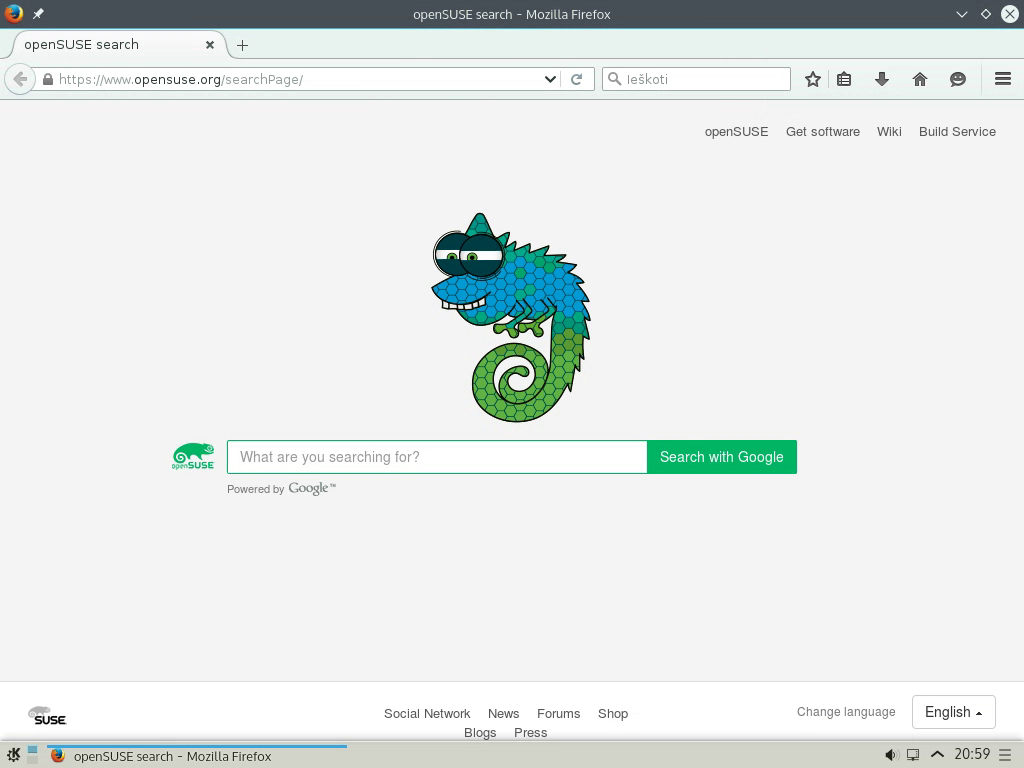 openSUSE search - Mozilla Firefox
openSUSE search
https://www.opensuse.org/searchPage/
Ieškoti
openSUSE Get software Wiki Build Service
openSUSE
What are you searching for?
Search with Google
Powered by Google™
SUSE
Social Network News Forums Shop
Blogs Press
Change language
English
openSUSE search - Mozilla Firefox
20:59